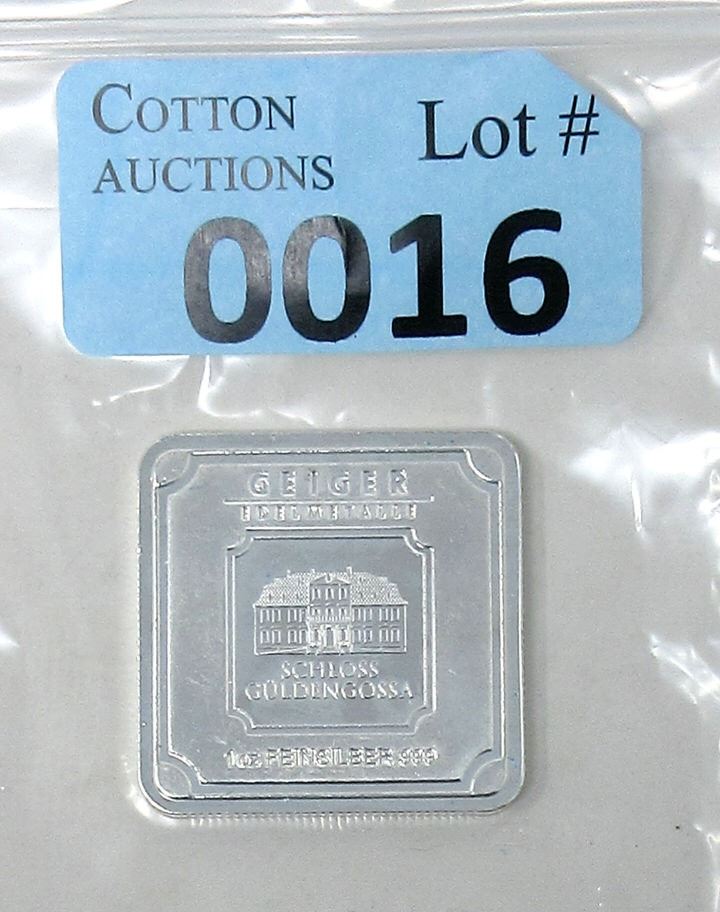 COTTON
AUCTIONS
Lot #
0016
GEIGER
EDELMETALLE
SCHLOSS
GÜLDENGOSSA
1oz FEINSILBER 999